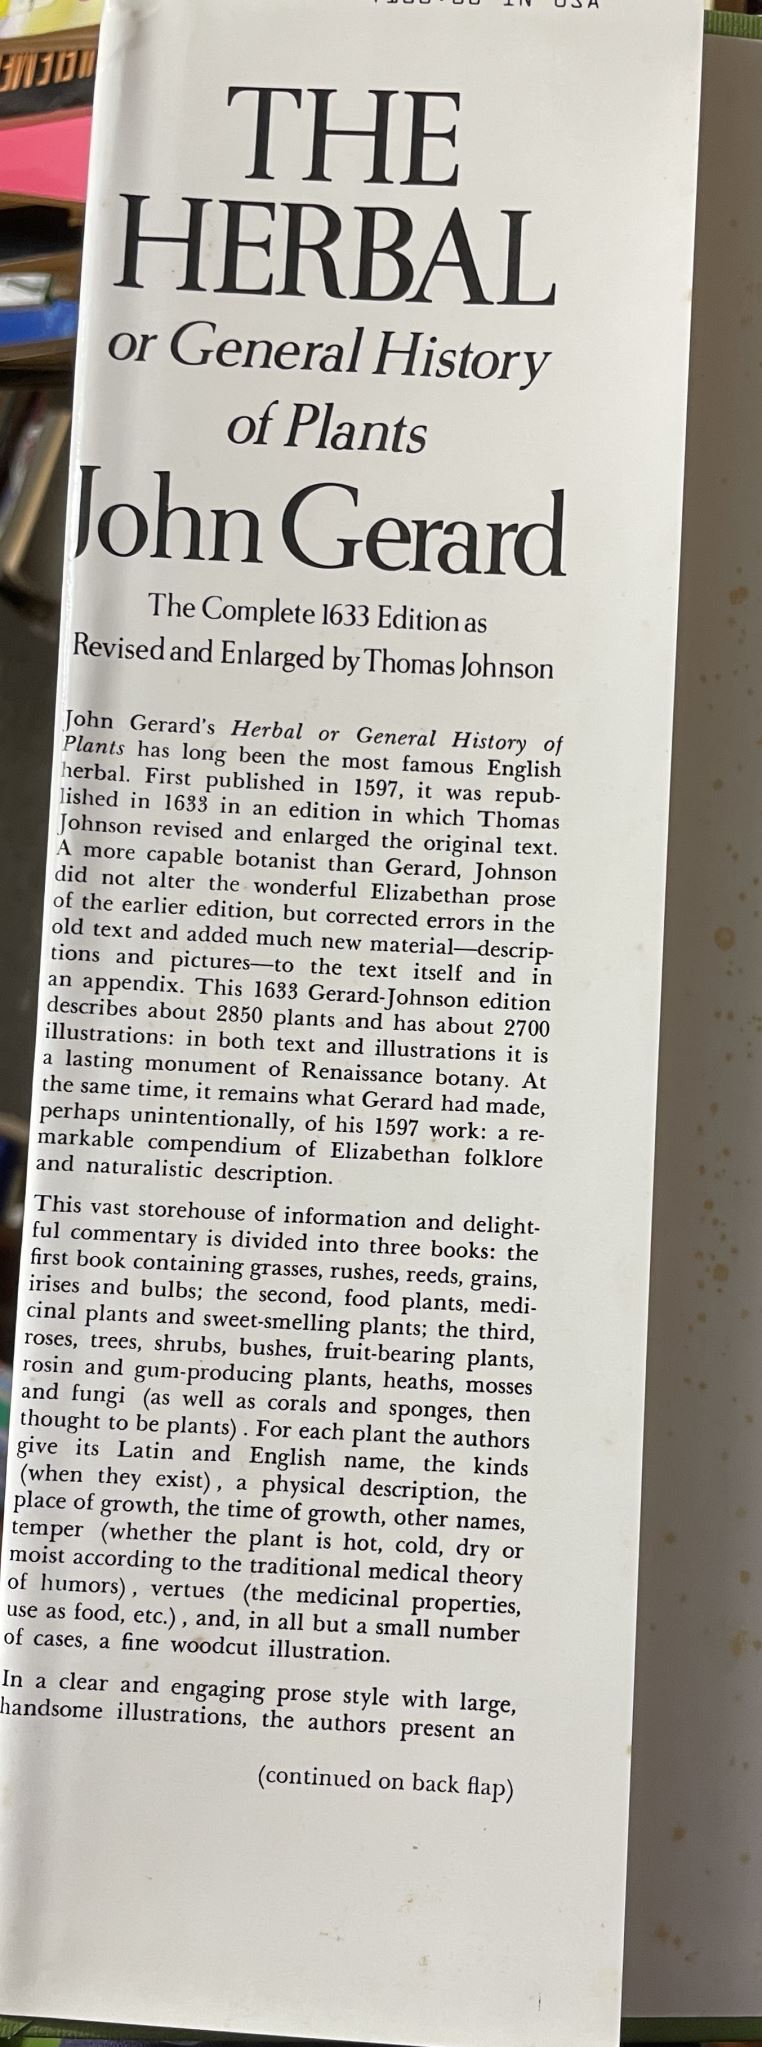 IN USA
THE
HERBAL
or General History
of Plants
John Gerard
The Complete 1633 Edition as
Revised and Enlarged by Thomas Johnson
John Gerard's Herbal or General History of
Plants has long been the most famous English
herbal. First published in 1597, it was repub-
lished in 1633 in an edition in which Thomas
Johnson revised and enlarged the original text.
A more capable botanist than Gerard, Johnson
did not alter the wonderful Elizabethan prose
of the earlier edition, but corrected errors in the
old text and added much new material—descrip-
tions and pictures—to the text itself and in
an appendix. This 1633 Gerard-Johnson edition
describes about 2850 plants and has about 2700
illustrations: in both text and illustrations it is
a lasting monument of Renaissance botany. At
the same time, it remains what Gerard had made,
perhaps unintentionally, of his 1597 work: a re-
markable compendium of Elizabethan folklore
and naturalistic description.
This vast storehouse of information and delight-
ful commentary is divided into three books: the
first book containing grasses, rushes, reeds, grains,
irises and bulbs; the second, food plants, medi-
cinal plants and sweet-smelling plants; the third,
roses, trees, shrubs, bushes, fruit-bearing plants,
rosin and gum-producing plants, heaths, mosses
and fungi (as well as corals and sponges, then
thought to be plants). For each plant the authors
give its Latin and English name, the kinds
(when they exist), a physical description, the
place of growth, the time of growth, other names,
temper (whether the plant is hot, cold, dry or
moist according to the traditional medical theory
of humors), vertues (the medicinal properties,
use as food, etc.), and, in all but a small number
of cases, a fine woodcut illustration.
In a clear and engaging prose style with large,
handsome illustrations, the authors present an
(continued on back flap)